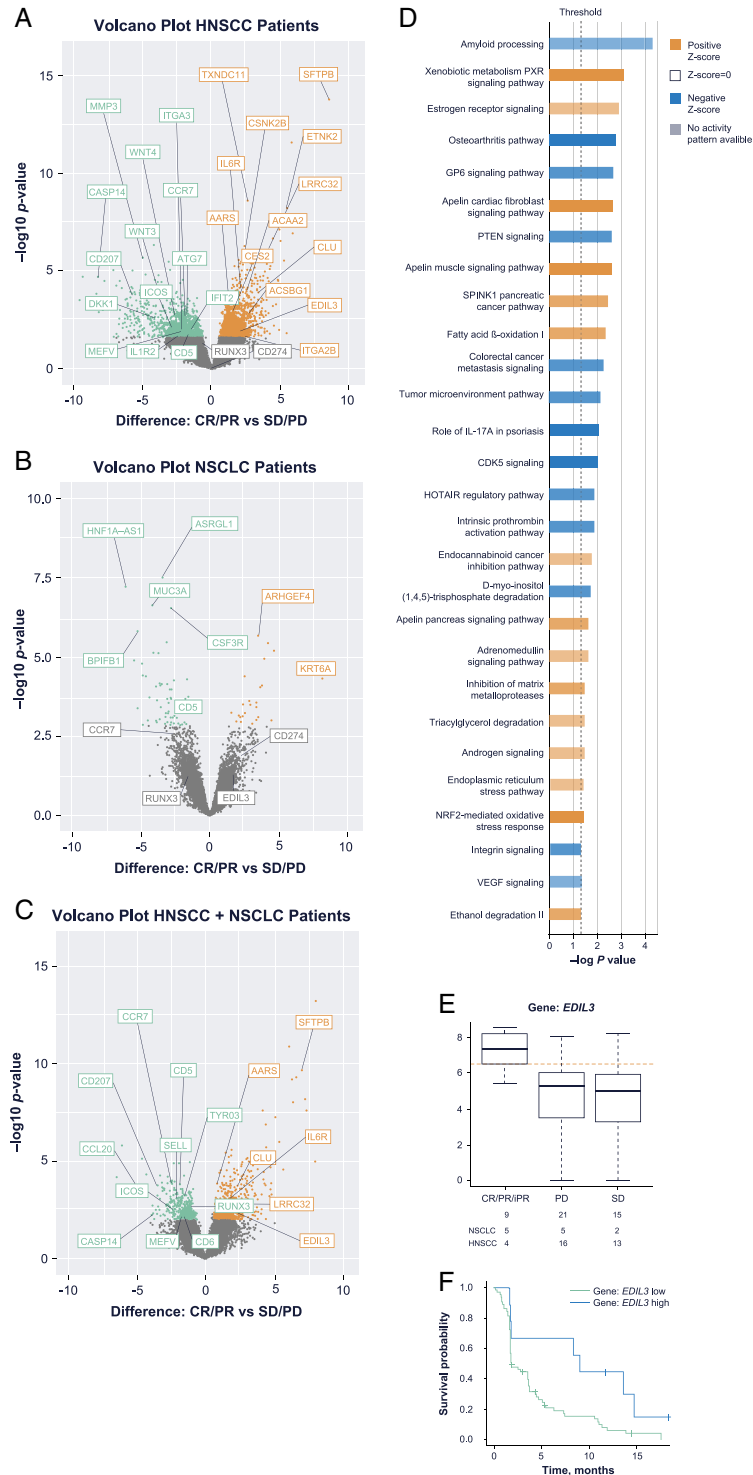 A
Volcano Plot HNSCC Patients
15
10
5
0
−log10 p-value
TXNDC11
SFTPB
MMP3
ITGA3
CSNK2B
ETNK2
WNT4
IL6R
LRRC32
CASP14
CCR7
AARS
ACAA2
WNT3
CLU
CD207
ATG7
CES2
ICOS
IFIT2
ACSBG1
DKK1
EDIL3
MEFV
IL1R2
CD5
RUNX3
CD274
ITGA2B
−10
−5
0
5
10
Difference: CR/PR vs SD/PD
B
Volcano Plot NSCLC Patients
10,0
7.5
5.0
2.5
0.0
−log10 p-value
HNF1A–AS1
ASRGL1
MUC3A
ARHGEF4
CSF3R
BPIFB1
KRT6A
CD5
CCR7
CD274
RUNX3
EDIL3
−10
−5
0
5
10
Difference: CR/PR vs SD/PD
C
Volcano Plot HNSCC + NSCLC Patients
15
10
5
0
−log10 p-value
CCR7
SFTPB
CD207
CD5
AARS
TYR03
CCL20
SELL
IL6R
CLU
ICOS
RUNX3
LRRC32
CASP14
MEFV
CD6
EDIL3
−10
−5
0
5
10
Difference: CR/PR vs SD/PD
D
Threshold
Positive
Z-score
Z-score=0
Negative
Z-score
No activity
pattern avalible
Amyloid processing
Xenobiotic metabolism PXR
signaling pathway
Estrogen receptor signaling
Osteoarthritis pathway
GP6 signaling pathway
Apelin cardiac fibroblast
signaling pathway
PTEN signaling
Apelin muscle signaling pathway
SPINK1 pancreatic
cancer pathway
Fatty acid ß-oxidation I
Colorectal cancer
metastasis signaling
Tumor microenvironment pathway
Role of IL-17A in psoriasis
CDK5 signaling
HOTAIR regulatory pathway
Intrinsic prothrombin
activation pathway
Endocannabinoid cancer
inhibition pathway
D-myo-inositol
(1,4,5)-trisphosphate degradation
Apelin pancreas signaling pathway
Adrenomedullin
signaling pathway
Inhibition of matrix
metalloproteases
Triacylglycerol degradation
Androgen signaling
Endoplasmic reticulum
stress pathway
NRF2-mediated oxidative
stress response
Integrin signaling
VEGF signaling
Ethanol degradation II
0 1 2 3 4
−log P value
E
Gene: EDIL3
8
6
4
2
0
CR/PR/iPR PD SD
9 21 15
NSCLC 5 5 2
HNSCC 4 16 13
F
Gene: EDIL3 low
Gene: EDIL3 high
1.0
0.8
0.6
0.4
0.2
0.0
Survival probability
0 5 10 15
Time, months